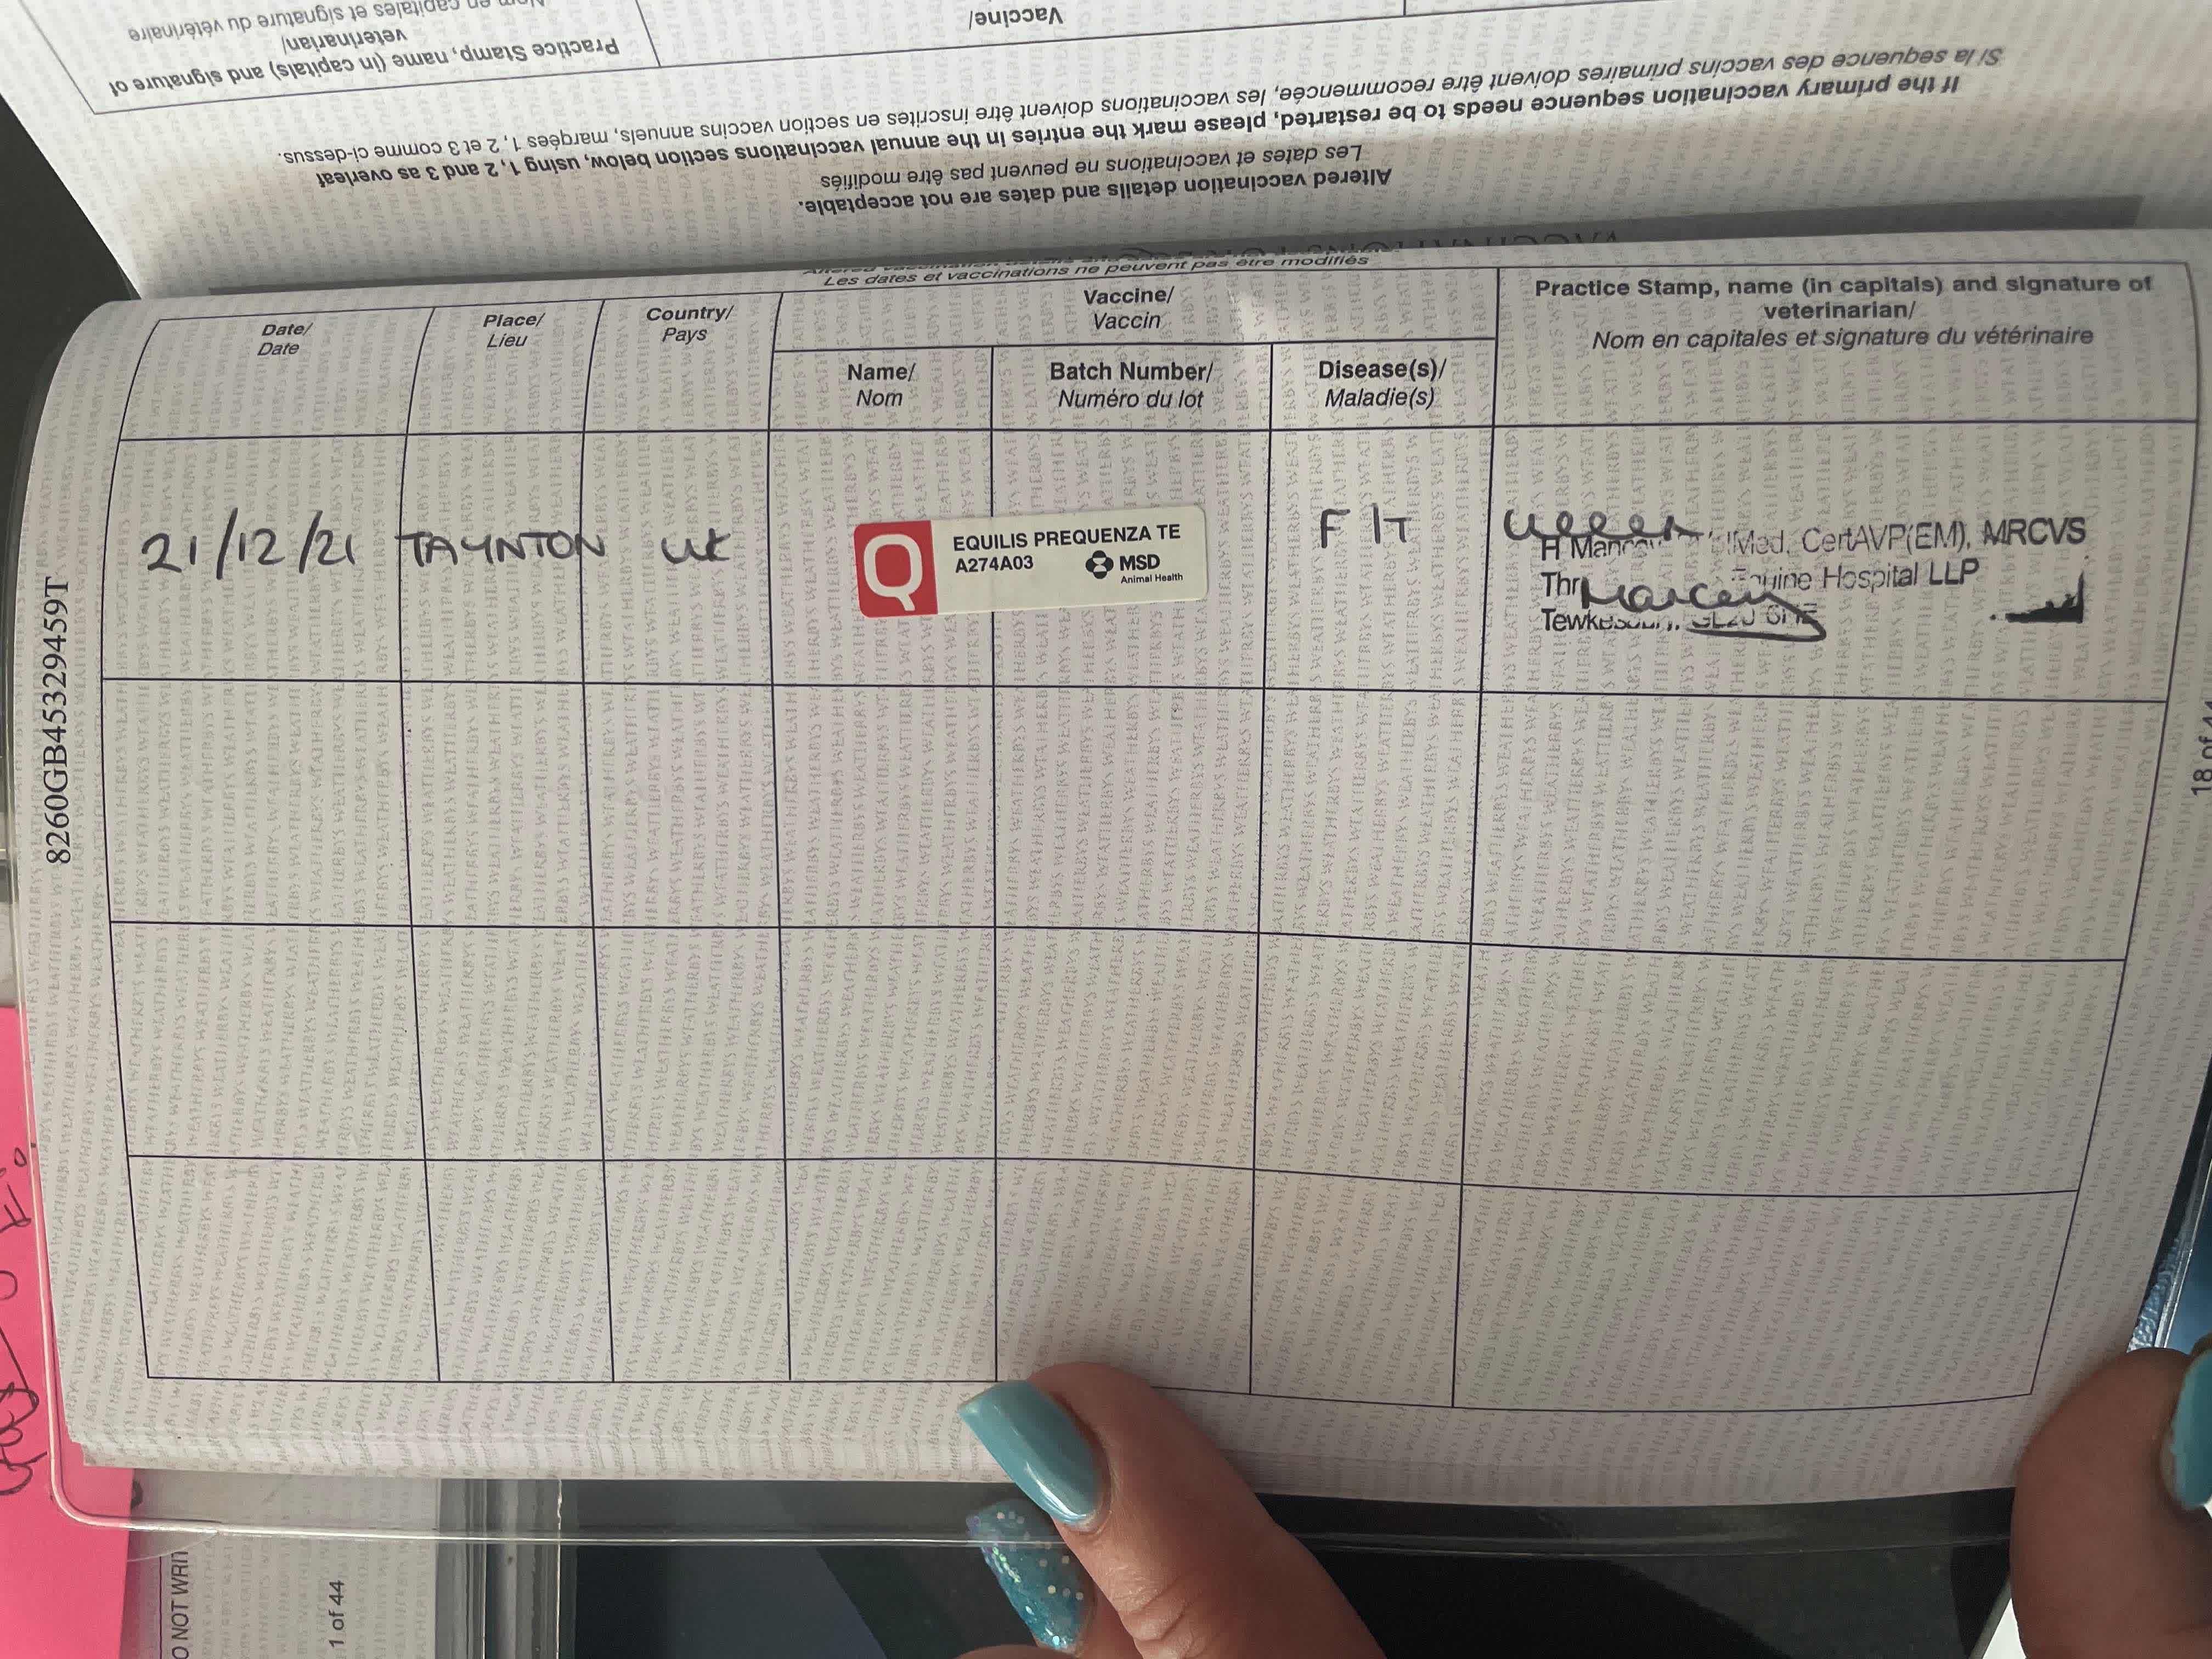 Nom en capitales et signature du vétérinaire
Practice Stamp, name (in capitals) and signature of
veterinarian/
Vaccine/
Si la sequence des vaccins primaires doivent être recommencée, les vaccinations doivent être inscrites en section vaccins annuels, margées 1, 2 et 3 comme ci-dessus.
If the primary vaccination sequence needs to be restarted, please mark the entries in the annual vaccinations section below, using 1, 2 and 3 as overleaf
Les dates et vaccinations ne peuvent pas être modifiés
Altered vaccination details and dates are not acceptable.
Les dates et vaccinations ne peuvent pas être modifiés
Date/
Date
Place/
Lieu
Country/
Pays
Vaccine/
Vaccin
Name/
Nom
Batch Number/
Numéro du lot
Disease(s)/
Maladie(s)
Practice Stamp, name (in capitals) and signature of
veterinarian/
Nom en capitales et signature du vétérinaire
21/12/21 TAYNTON UK
Q
EQUILIS PREQUENZA TE
A274A03
MSD
Animal Health
F/T
CertAVP(EM), MRCVS
Equine Hospital LLP
8260GB45329459T
18 of 44
1 of 44
WEATHERBYS